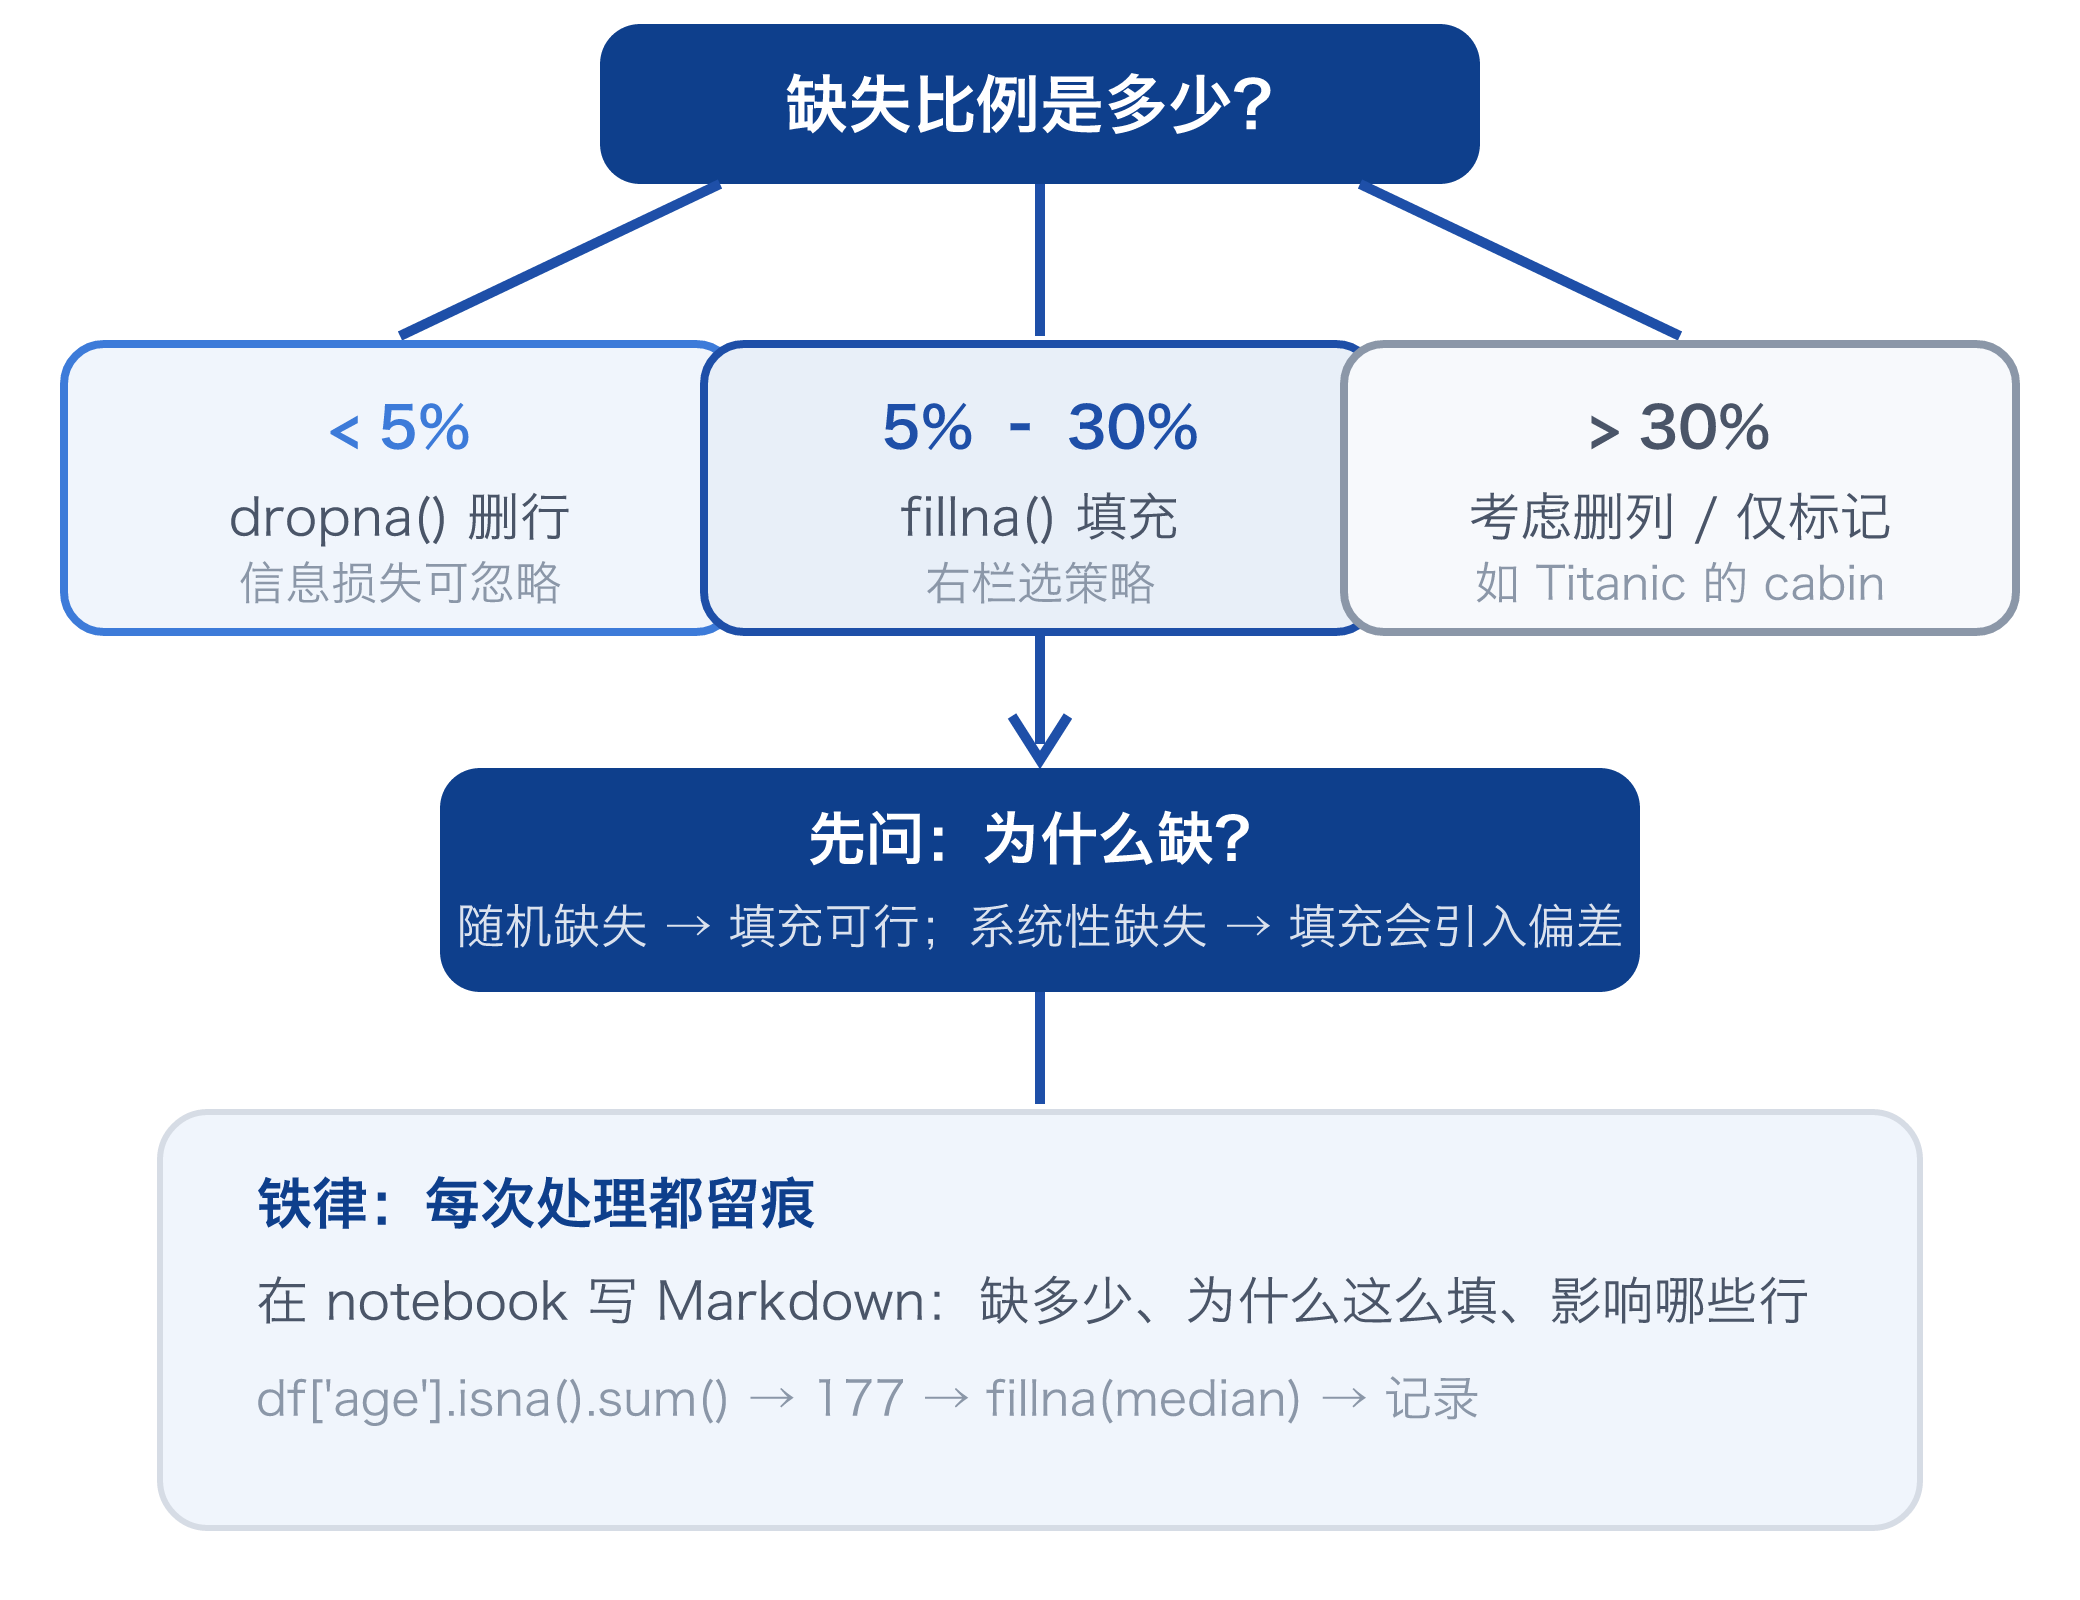 缺失比例是多少？
< 5%
dropna() 删行
信息损失可忽略
5% - 30%
fillna() 填充
右栏选策略
> 30%
考虑删列 / 仅标记
如 Titanic 的 cabin
先问：为什么缺？
随机缺失 → 填充可行；系统性缺失 → 填充会引入偏差
铁律：每次处理都留痕
在 notebook 写 Markdown：缺多少、为什么这么填、影响哪些行
df['age'].isna().sum() → 177 → fillna(median) → 记录